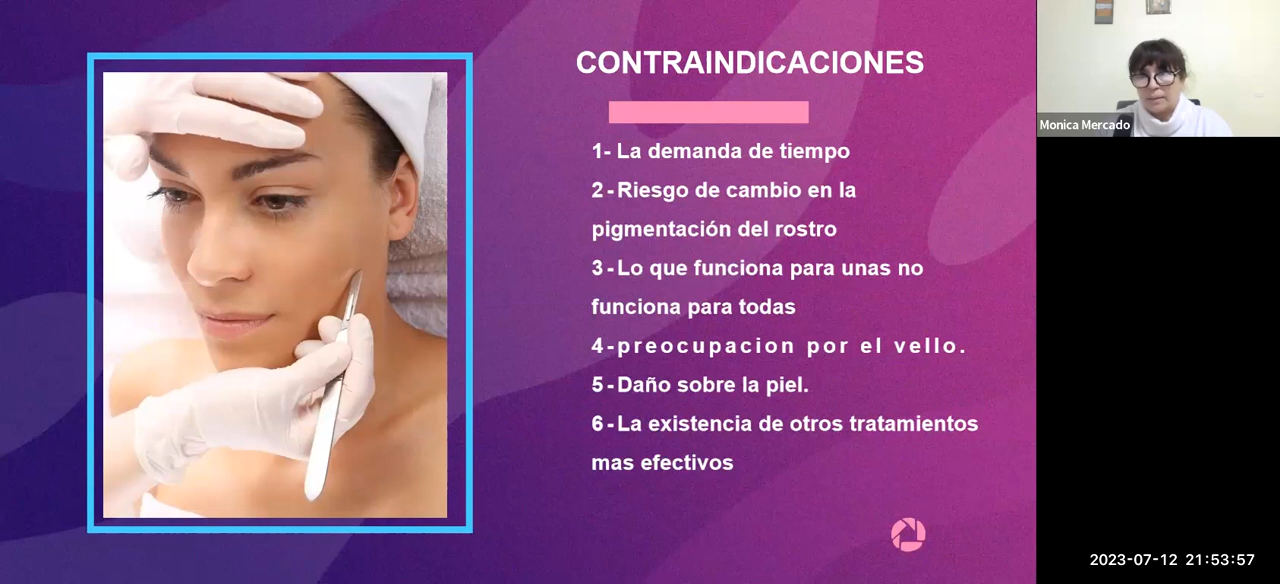 CONTRAINDICACIONES
1- La demanda de tiempo
2-Riesgo de cambio en la
pigmentación del rostro
3-Lo que funciona para unas no
funciona para todas
4-preocupacion por el vello.
5-Daño sobre la piel.
6-La existencia de otros tratamientos
mas efectivos
Monica Mercado
2023-07-12 21:53:57